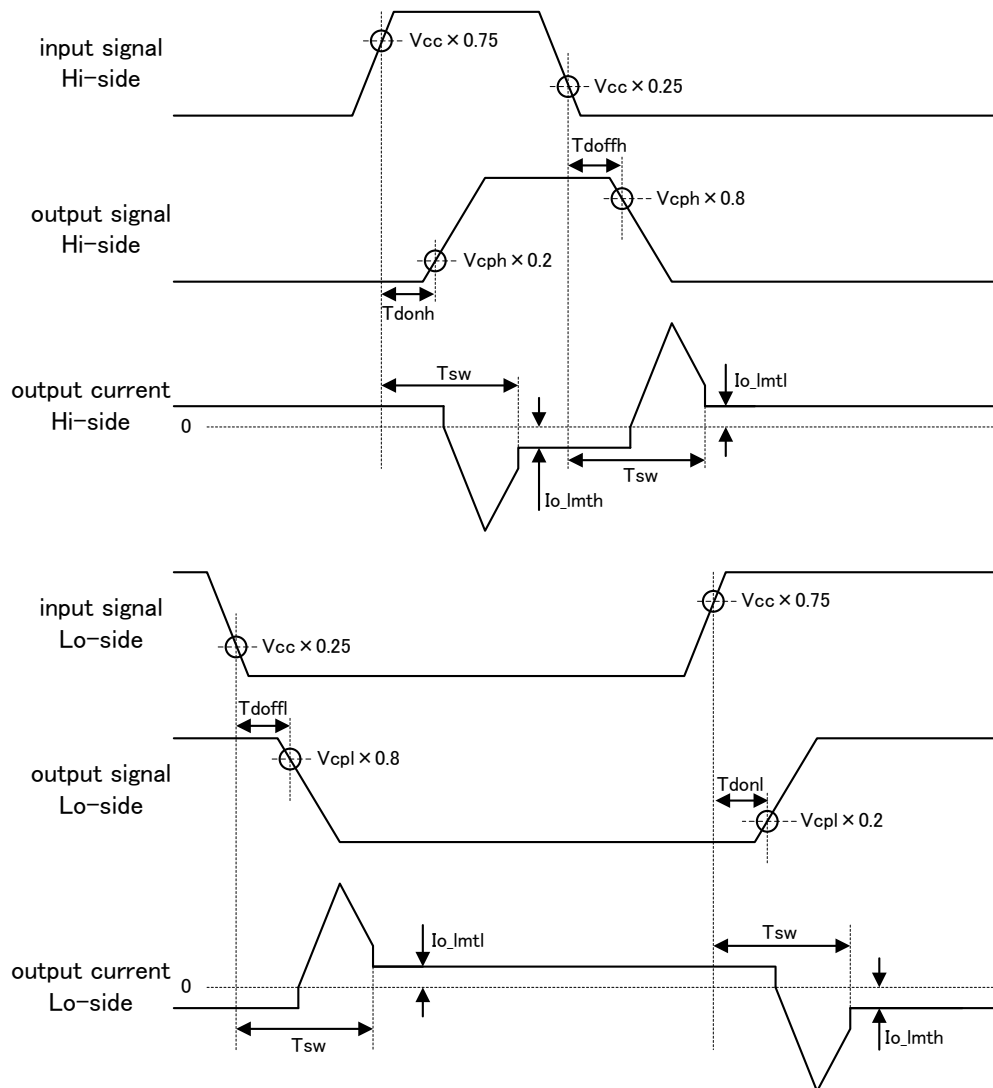 input signal
Hi-side
Vcc×0.75
Vcc×0.25
Tdoffh
output signal
Hi-side
Vcph×0.8
Vcph×0.2
Tdonh
output current
Hi-side
Tsw
Io_lmtl
0
Tsw
Io_lmth
input signal
Lo-side
Vcc×0.75
Vcc×0.25
Tdoffl
output signal
Lo-side
Vcpl×0.8
Tdonl
Vcpl×0.2
output current
Lo-side
Io_lmtl
Tsw
0
Tsw
Io_lmth